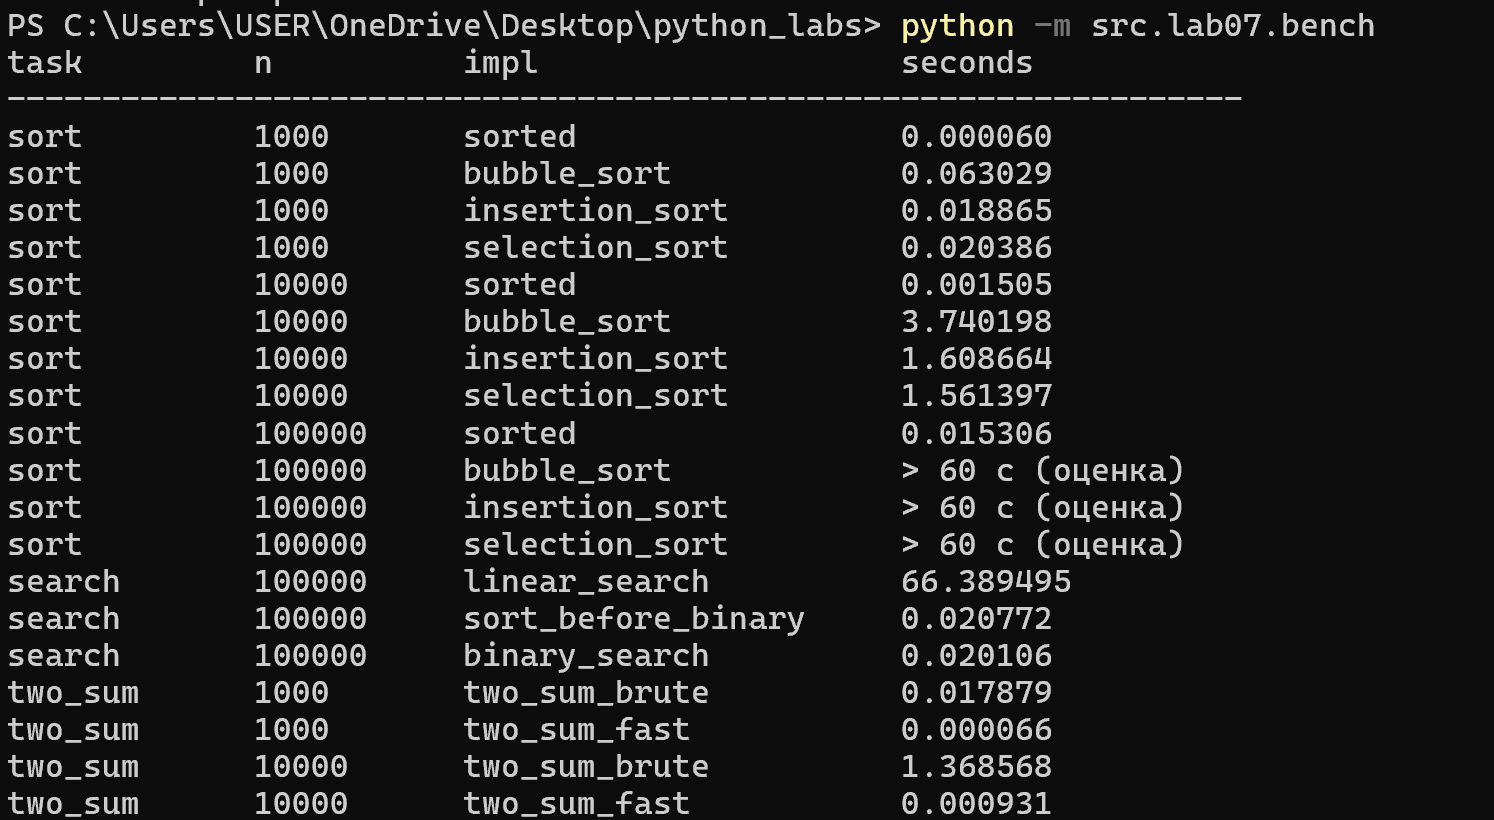 PS C:\Users\USER\OneDrive\Desktop\python_labs> python -m src.lab07.bench
task n impl seconds
-----------------------------------------------------------------
sort 1000 sorted 0.000060
sort 1000 bubble_sort 0.063029
sort 1000 insertion_sort 0.018865
sort 1000 selection_sort 0.020386
sort 10000 sorted 0.001505
sort 10000 bubble_sort 3.740198
sort 10000 insertion_sort 1.608664
sort 10000 selection_sort 1.561397
sort 100000 sorted 0.015306
sort 100000 bubble_sort > 60 с (оценка)
sort 100000 insertion_sort > 60 с (оценка)
sort 100000 selection_sort > 60 с (оценка)
search 100000 linear_search 66.389495
search 100000 sort_before_binary 0.020772
search 100000 binary_search 0.020106
two_sum 1000 two_sum_brute 0.017879
two_sum 1000 two_sum_fast 0.000066
two_sum 10000 two_sum_brute 1.368568
two_sum 10000 two_sum_fast 0.000931